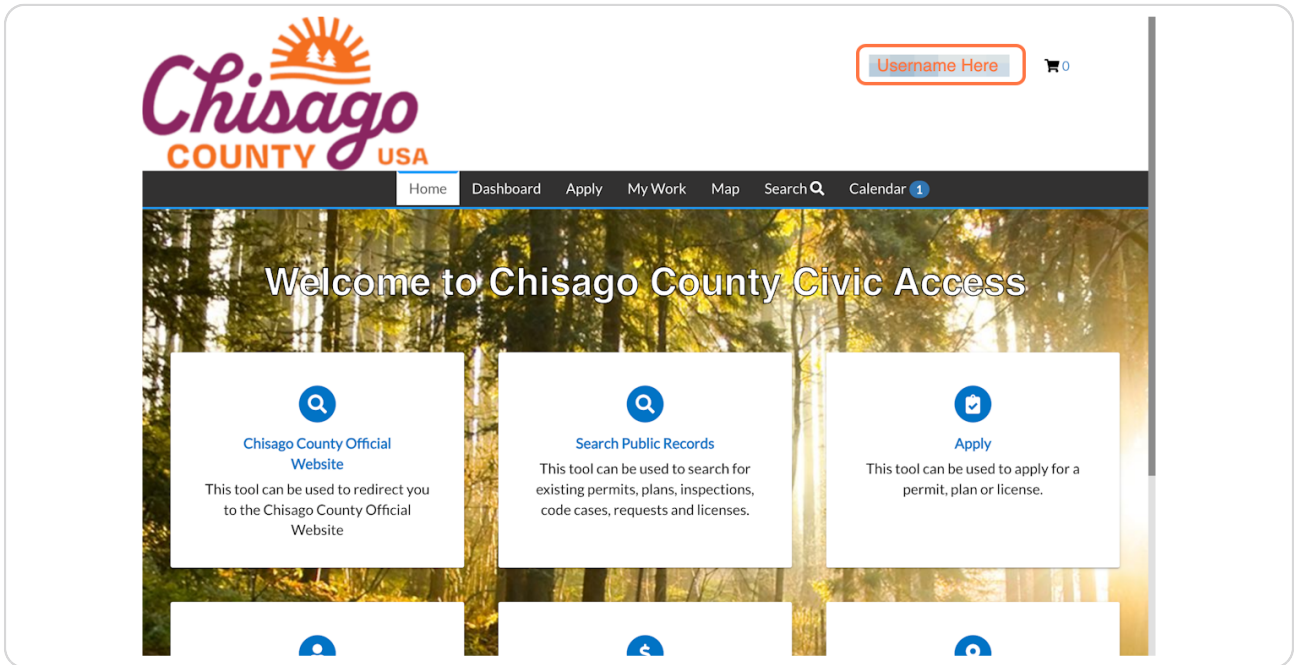 Chisago
COUNTY USA
Username Here
0
Home Dashboard Apply My Work Map Search Calendar 1
Welcome to Chisago County Civic Access
Chisago County Official
Website
This tool can be used to redirect you
to the Chisago County Official
Website
Search Public Records
This tool can be used to search for
existing permits, plans, inspections,
code cases, requests and licenses.
Apply
This tool can be used to apply for a
permit, plan or license.